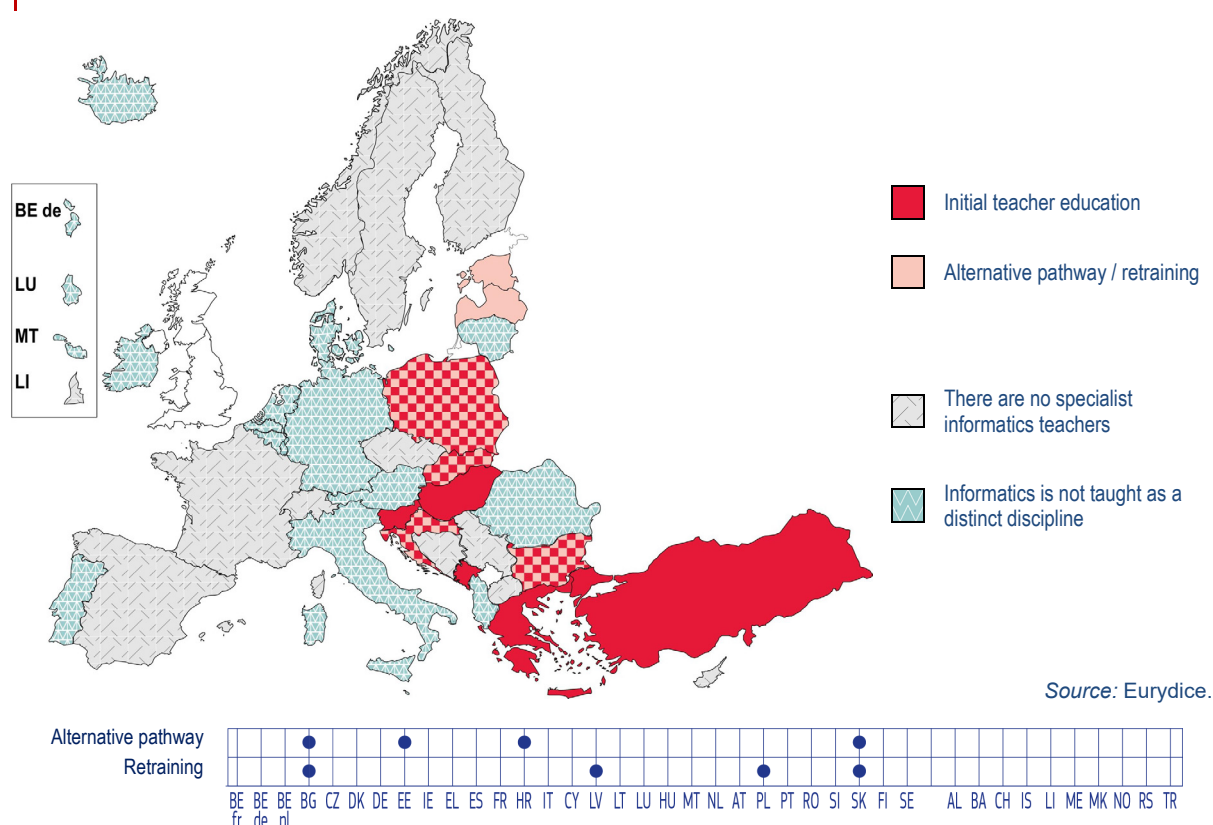 BE de
LU
MT
LI
Initial teacher education
Alternative pathway / retraining
There are no specialist
informatics teachers
Informatics is not taught as a
distinct discipline
Source: Eurydice.
Alternative pathway
Retraining
BE BE BE BG CZ DK DE EE IE EL ES FR HR IT CY LV LT LU HU MT NL AT PL PT RO SI SK FI SE AL BA CH IS LI ME MK NO RS TR
fr de nl